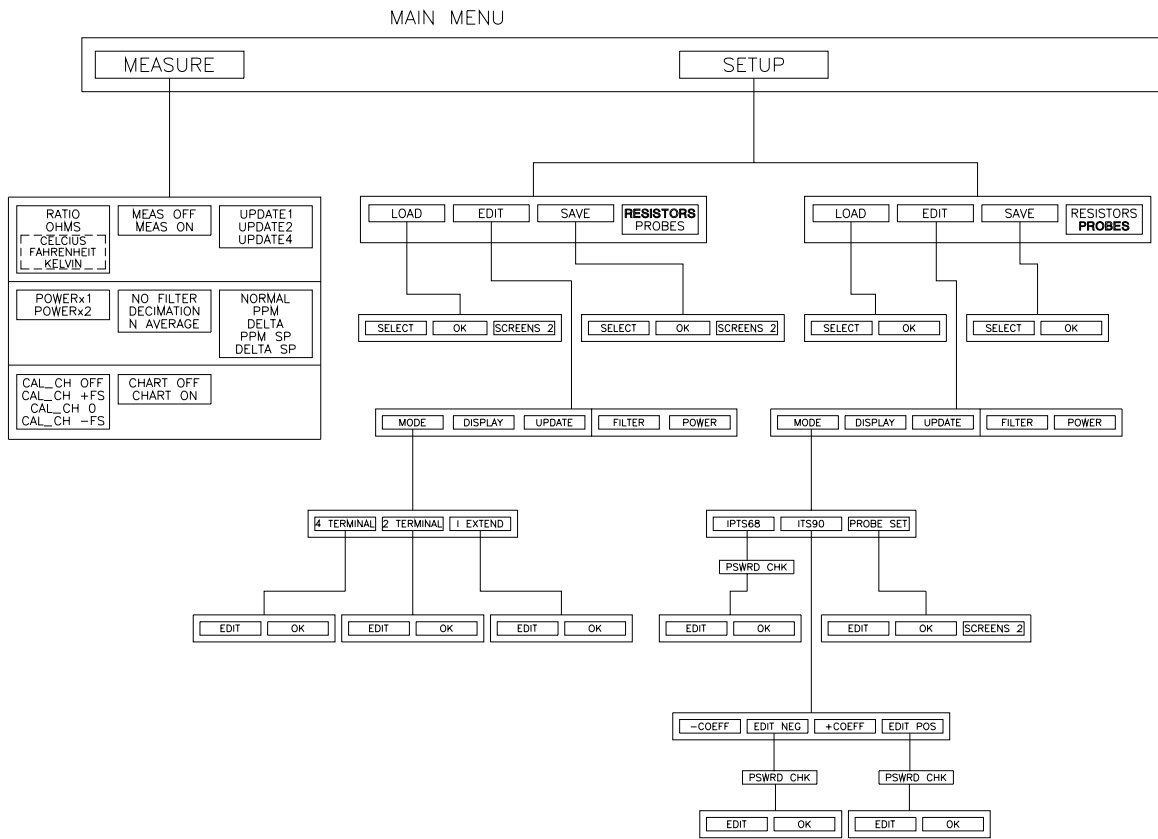 MAIN MENU
MEASURE SETUP
RATIO
OHMS
CELCIUS
FAHRENHEIT
KELVIN
MEAS OFF
MEAS ON
UPDATE1
UPDATE2
UPDATE4
POWERx1
POWERx2
NO FILTER
DECIMATION
N AVERAGE
NORMAL
PPM
DELTA
PPM SP
DELTA SP
CAL_CH OFF
CAL_CH +FS
CAL_CH 0
CAL_CH -FS
CHART OFF
CHART ON
LOAD EDIT SAVE RESISTORS
PROBES
LOAD EDIT SAVE RESISTORS
PROBES
SELECT OK SCREENS 2
SELECT OK SCREENS 2
SELECT OK
SELECT OK
MODE DISPLAY UPDATE FILTER POWER
MODE DISPLAY UPDATE FILTER POWER
4 TERMINAL 2 TERMINAL I EXTEND
IPTS68 ITS90 PROBE SET
PSWRD CHK
EDIT OK
EDIT OK
EDIT OK
EDIT OK
EDIT OK SCREENS 2
-COEFF EDIT NEG +COEFF EDIT POS
PSWRD CHK
PSWRD CHK
EDIT OK
EDIT OK